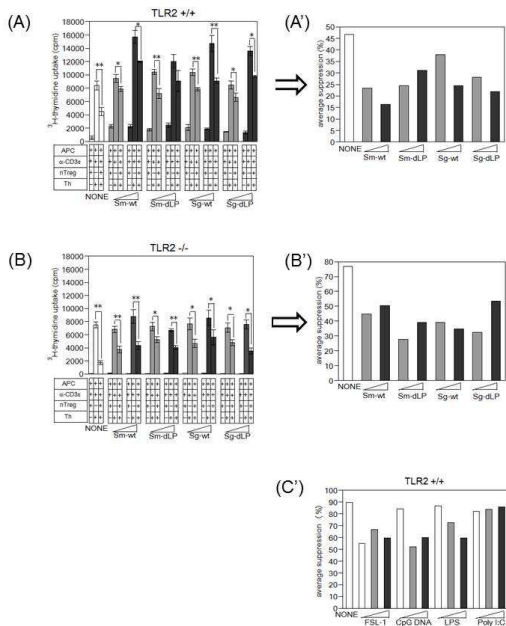 (A)
TLR2 +/+
³H-thymidine uptake (cpm)
18000
16000
14000
12000
10000
8000
6000
4000
2000
0
** * * ** ** ** * *
APC
α-CD3ε
nTreg
Th
NONE
Sm-wt
Sm-dLP
Sg-wt
Sg-dLP
(A')
average suppression (%)
50
45
40
35
30
25
20
15
10
5
0
NONE
Sm-wt
Sm-dLP
Sg-wt
Sg-dLP
(B)
TLR2 -/-
³H-thymidine uptake (cpm)
18000
16000
14000
12000
10000
8000
6000
4000
2000
0
** ** ** * ** * * * *
APC
α-CD3ε
nTreg
Th
NONE
Sm-wt
Sm-dLP
Sg-wt
Sg-dLP
(B')
average suppression (%)
90
80
70
60
50
40
30
20
10
0
NONE
Sm-wt
Sm-dLP
Sg-wt
Sg-dLP
(C')
TLR2 +/+
average suppression (%)
100
90
80
70
60
50
40
30
20
10
0
NONE
FSL-1
CpG DNA
LPS
Poly I:C